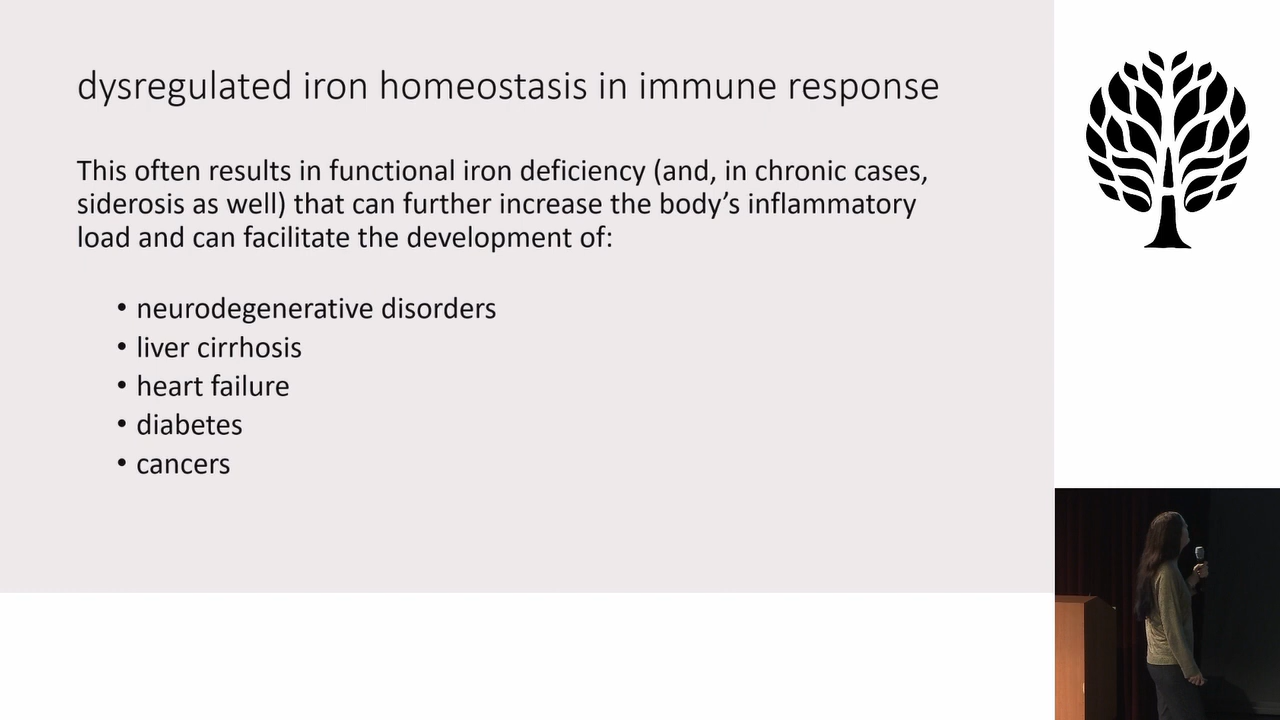 dysregulated iron homeostasis in immune response
This often results in functional iron deficiency (and, in chronic cases,
siderosis as well) that can further increase the body’s inflammatory
load and can facilitate the development of:
• neurodegenerative disorders
• liver cirrhosis
• heart failure
• diabetes
• cancers